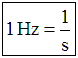 1 Hz = 1/s